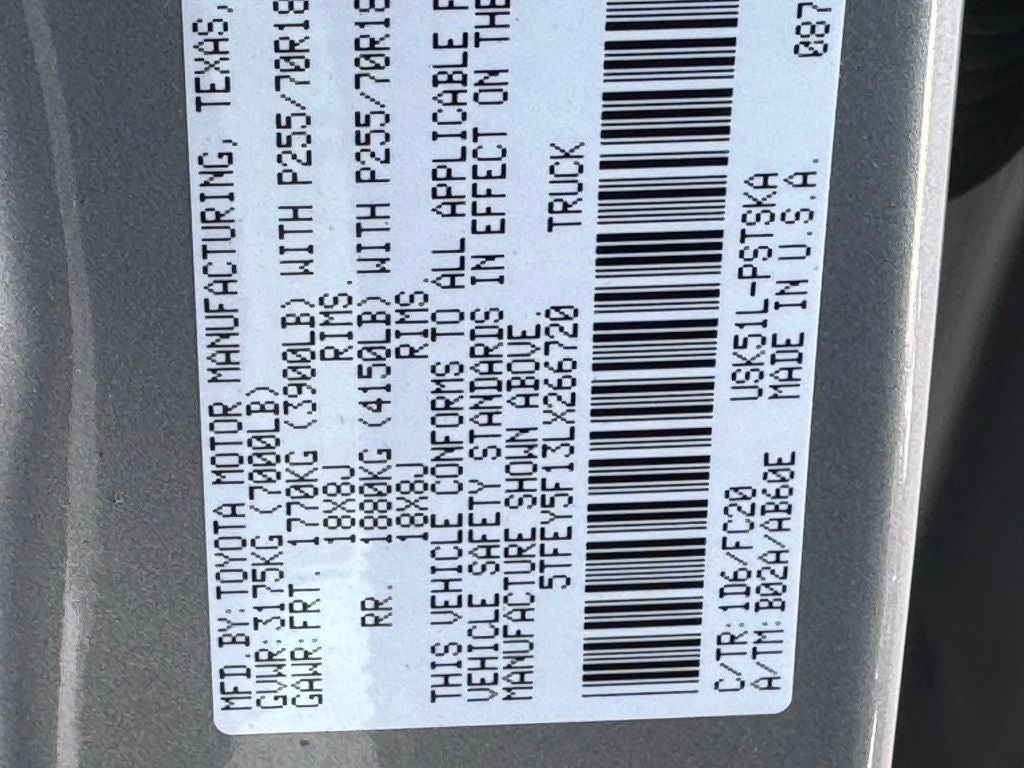 MFD.BY:TOYOTA MOTOR MANUFACTURING, TEXAS,
GVWR:3175KG (7000LB)
GAWR:FRT. 1770KG (3900LB) WITH P255/70R18
18X8J RIMS.
RR. 1880KG (4150LB) WITH P255/70R18
18X8J RIMS
THIS VEHICLE CONFORMS TO ALL APPLICABLE F
VEHICLE SAFETY STANDARDS IN EFFECT ON THE
MANUFACTURE SHOWN ABOVE.
5TFEY5F13LX266720 TRUCK
C/TR:1D6/FC20 USK51L-PSTSKA 087
A/TM:B02A/AB60E MADE IN U.S.A.